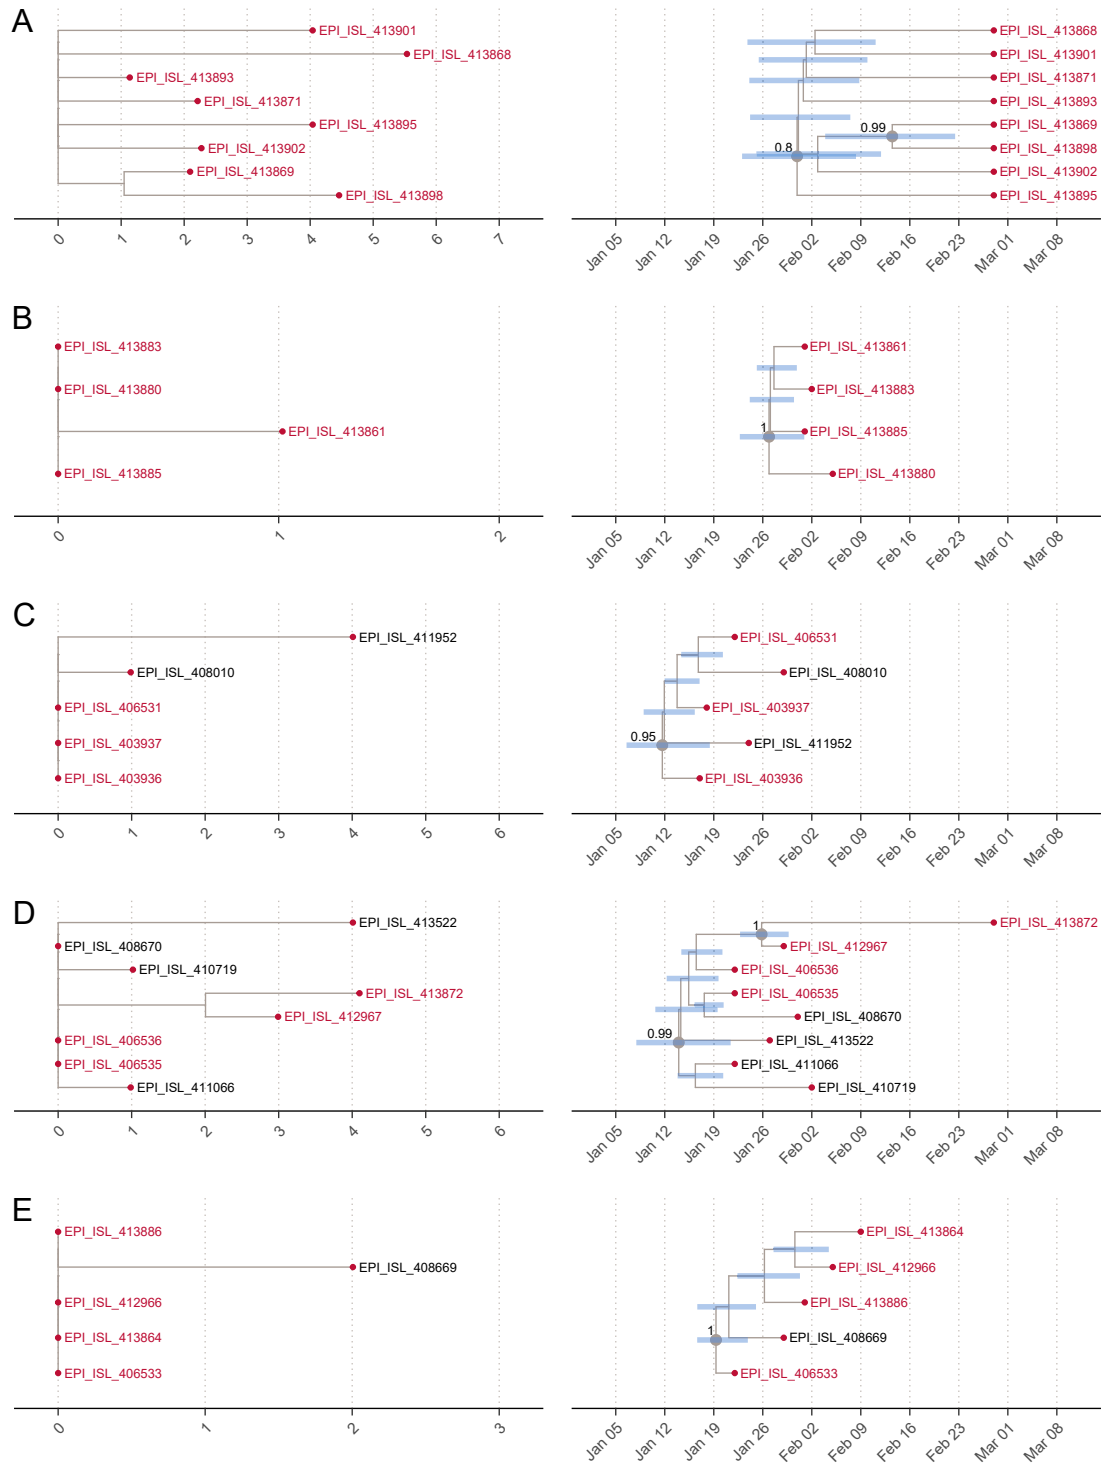 A
EPI_ISL_413901
EPI_ISL_413868
EPI_ISL_413893
EPI_ISL_413871
EPI_ISL_413895
EPI_ISL_413902
EPI_ISL_413869
EPI_ISL_413898
0 1 2 3 4 5 6 7
EPI_ISL_413868
EPI_ISL_413901
EPI_ISL_413871
EPI_ISL_413893
EPI_ISL_413869
0.99
EPI_ISL_413898
0.8
EPI_ISL_413902
EPI_ISL_413895
Jan 05 Jan 12 Jan 19 Jan 26 Feb 02 Feb 09 Feb 16 Feb 23 Mar 01 Mar 08
B
EPI_ISL_413883
EPI_ISL_413880
EPI_ISL_413861
EPI_ISL_413885
0 1 2
EPI_ISL_413861
EPI_ISL_413883
1
EPI_ISL_413885
EPI_ISL_413880
Jan 05 Jan 12 Jan 19 Jan 26 Feb 02 Feb 09 Feb 16 Feb 23 Mar 01 Mar 08
C
EPI_ISL_411952
EPI_ISL_408010
EPI_ISL_406531
EPI_ISL_403937
EPI_ISL_403936
0 1 2 3 4 5 6
EPI_ISL_406531
EPI_ISL_408010
EPI_ISL_403937
0.95
EPI_ISL_411952
EPI_ISL_403936
Jan 05 Jan 12 Jan 19 Jan 26 Feb 02 Feb 09 Feb 16 Feb 23 Mar 01 Mar 08
D
EPI_ISL_413522
EPI_ISL_408670
EPI_ISL_410719
EPI_ISL_413872
EPI_ISL_412967
EPI_ISL_406536
EPI_ISL_406535
EPI_ISL_411066
0 1 2 3 4 5 6
1
EPI_ISL_413872
EPI_ISL_412967
EPI_ISL_406536
EPI_ISL_406535
EPI_ISL_408670
0.99
EPI_ISL_413522
EPI_ISL_411066
EPI_ISL_410719
Jan 05 Jan 12 Jan 19 Jan 26 Feb 02 Feb 09 Feb 16 Feb 23 Mar 01 Mar 08
E
EPI_ISL_413886
EPI_ISL_408669
EPI_ISL_412966
EPI_ISL_413864
EPI_ISL_406533
0 1 2 3
EPI_ISL_413864
EPI_ISL_412966
EPI_ISL_413886
1
EPI_ISL_408669
EPI_ISL_406533
Jan 05 Jan 12 Jan 19 Jan 26 Feb 02 Feb 09 Feb 16 Feb 23 Mar 01 Mar 08